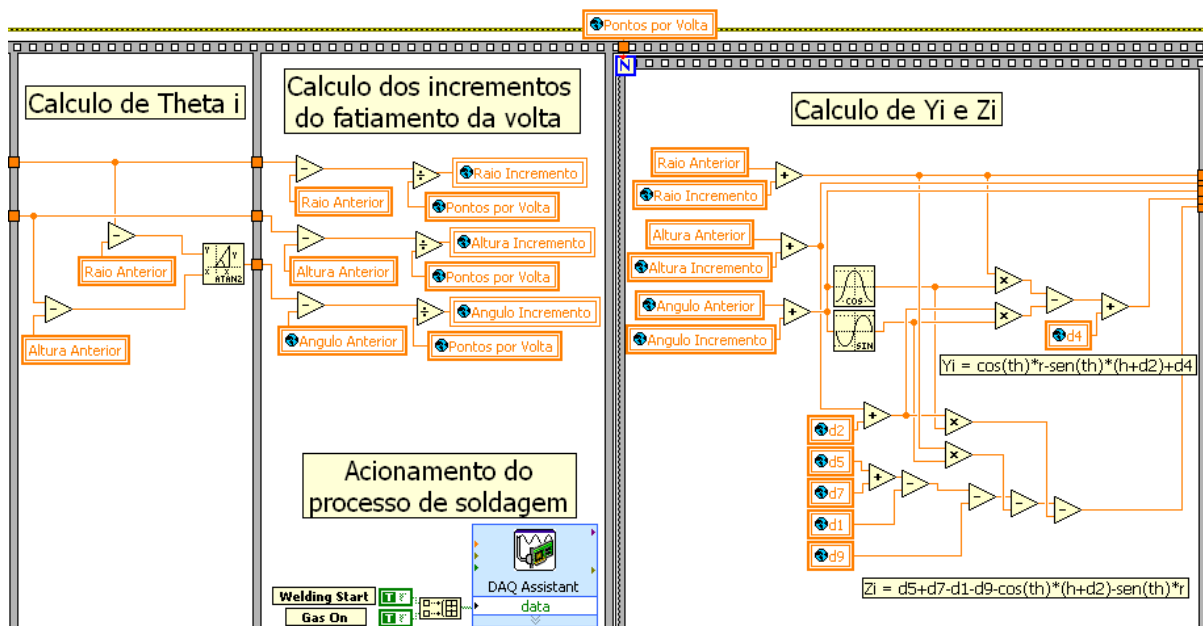 Pontos por Volta
N
Calculo de Theta i
Raio Anterior
Y
X
Y
X
ATAN2
Altura Anterior
Calculo dos incrementos
do fatiamento da volta
Raio Anterior
Raio Incremento
Pontos por Volta
Altura Anterior
Altura Incremento
Pontos por Volta
Angulo Anterior
Angulo Incremento
Pontos por Volta
Acionamento do
processo de soldagem
Welding Start
T
Gas On
T
DAQ Assistant
data
Calculo de Yi e Zi
Raio Anterior
Raio Incremento
Altura Anterior
Altura Incremento
Angulo Anterior
Angulo Incremento
COS
SIN
d4
Yi = cos(th)*r-sen(th)*(h+d2)+d4
d2
d5
d7
d1
d9
Zi = d5+d7-d1-d9-cos(th)*(h+d2)-sen(th)*r